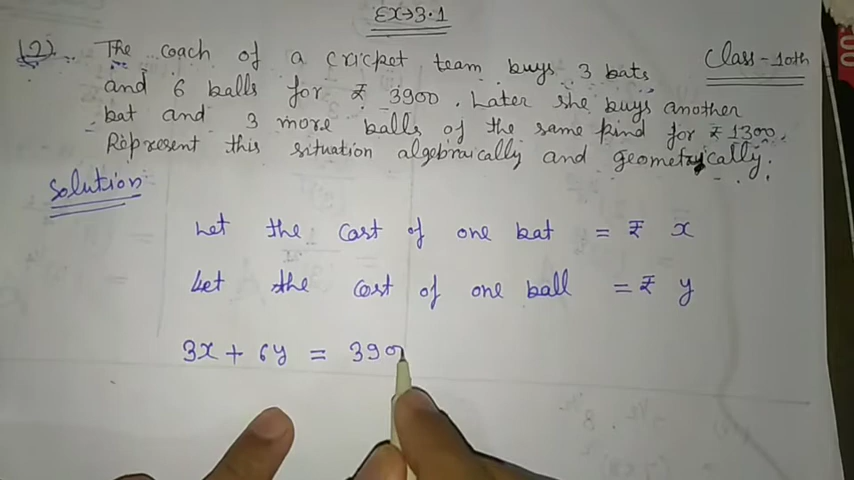 Ex→3.1
(2). The coach of a cricket team buys 3 bats
Class-10th
and 6 balls for ₹ 3900. Later she buys another
bat and 3 more balls of the same kind for ₹ 1300.
Represent this situation algebraically and geometrically.
Solution
Let the cost of one bat = ₹ x
Let the cost of one ball = ₹ y
3x + 6y = 390